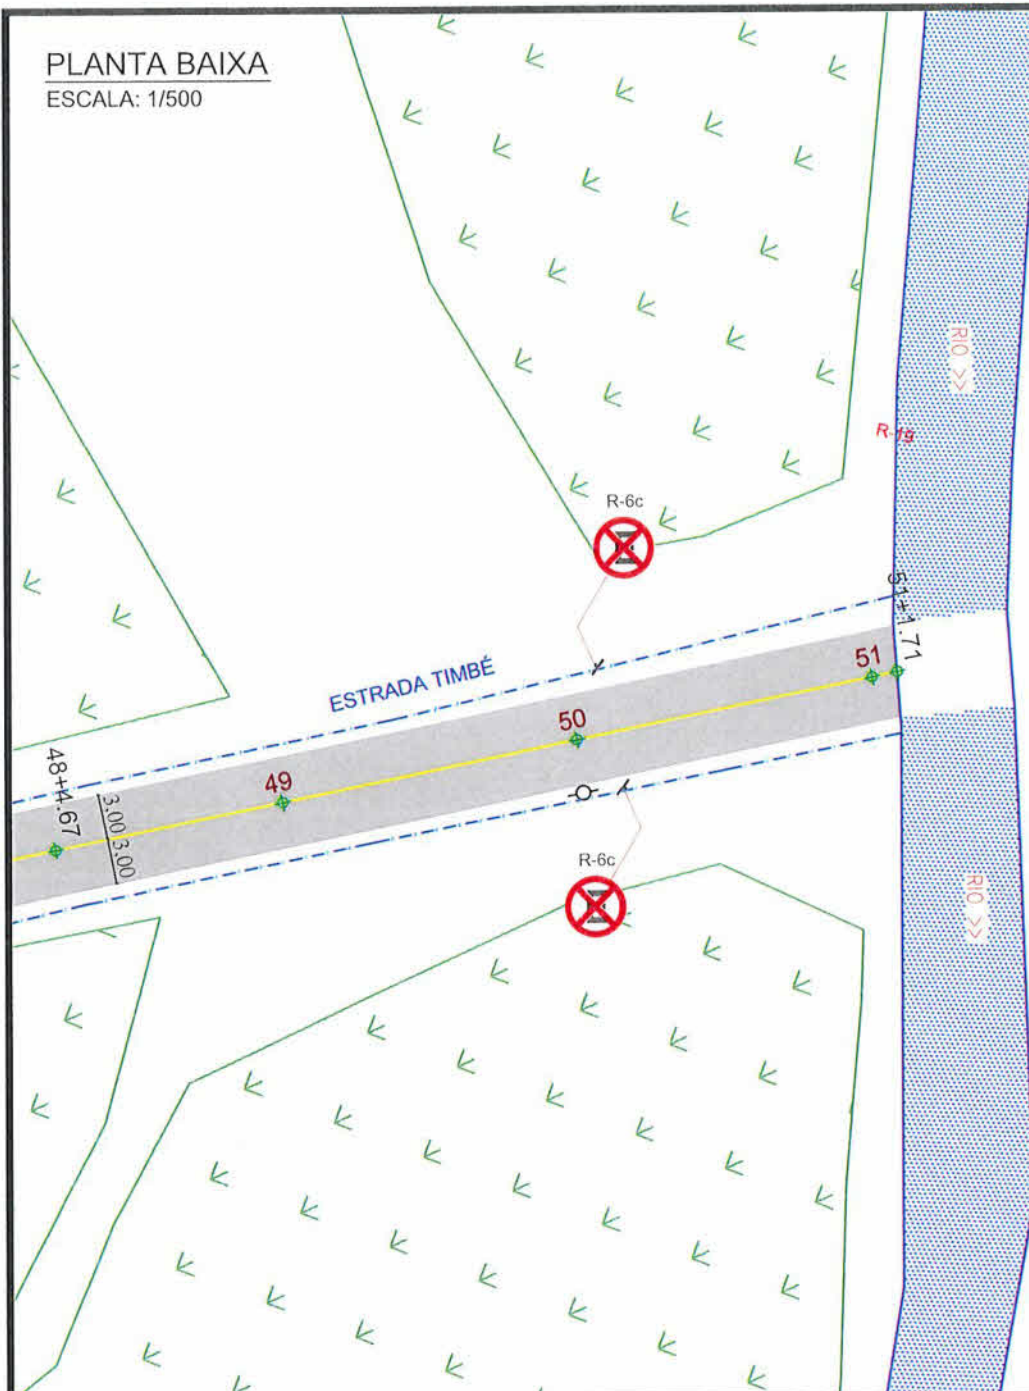 PLANTA BAIXA
ESCALA: 1/500
RIO >>
R-19
R-6c
51+1.71
51
ESTRADA TIMBÉ
50
49
48+4.67
3.00 3.00
R-6c
RIO >>